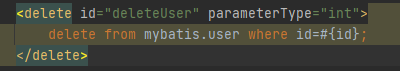 <delete id="deleteUser" parameterType="int">
delete from mybatis.user where id=#{id};
</delete>